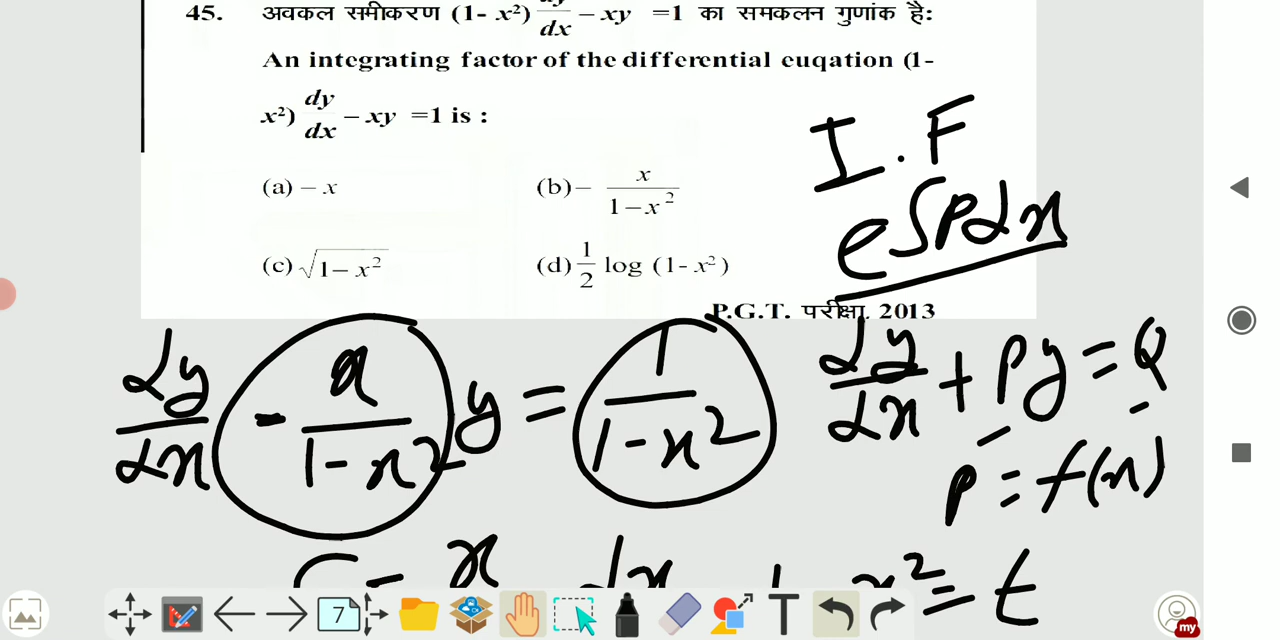 45. अवकल समीकरण (1- x²) dy/dx – xy =1 का समकलन गुणांक है:
An integrating factor of the differential euqation (1-
x²) dy/dx – xy =1 is :
(a) – x (b) – x/(1–x²)
(c) √(1–x²) (d) 1/2 log (1- x²)
P.G.T. परीक्षा, 2013
I.F
e∫Pdx
dy/dx - x/(1-x²) y = 1/(1-x²)
dy/dx + Py = Q
P = f(x)
- x dx
x² = t
7
T
my